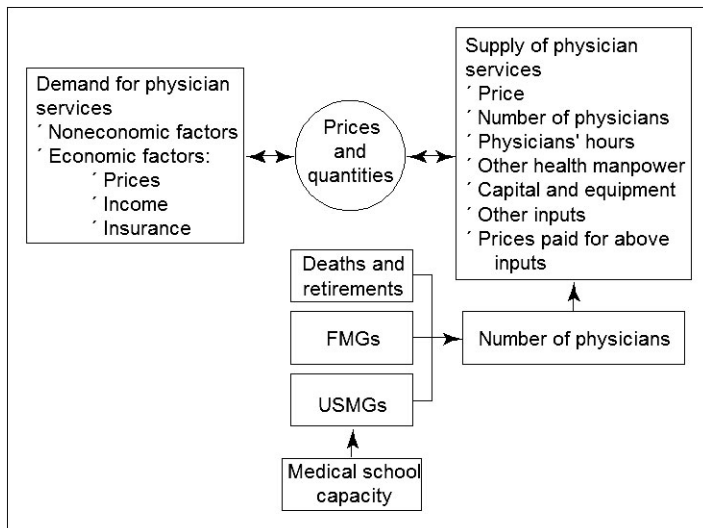 Demand for physician
services
´ Noneconomic factors
´ Economic factors:
´ Prices
´ Income
´ Insurance
Prices
and
quantities
Supply of physician
services
´ Price
´ Number of physicians
´ Physicians' hours
´ Other health manpower
´ Capital and equipment
´ Other inputs
´ Prices paid for above
inputs
Deaths and
retirements
FMGs
USMGs
Medical school
capacity
Number of physicians